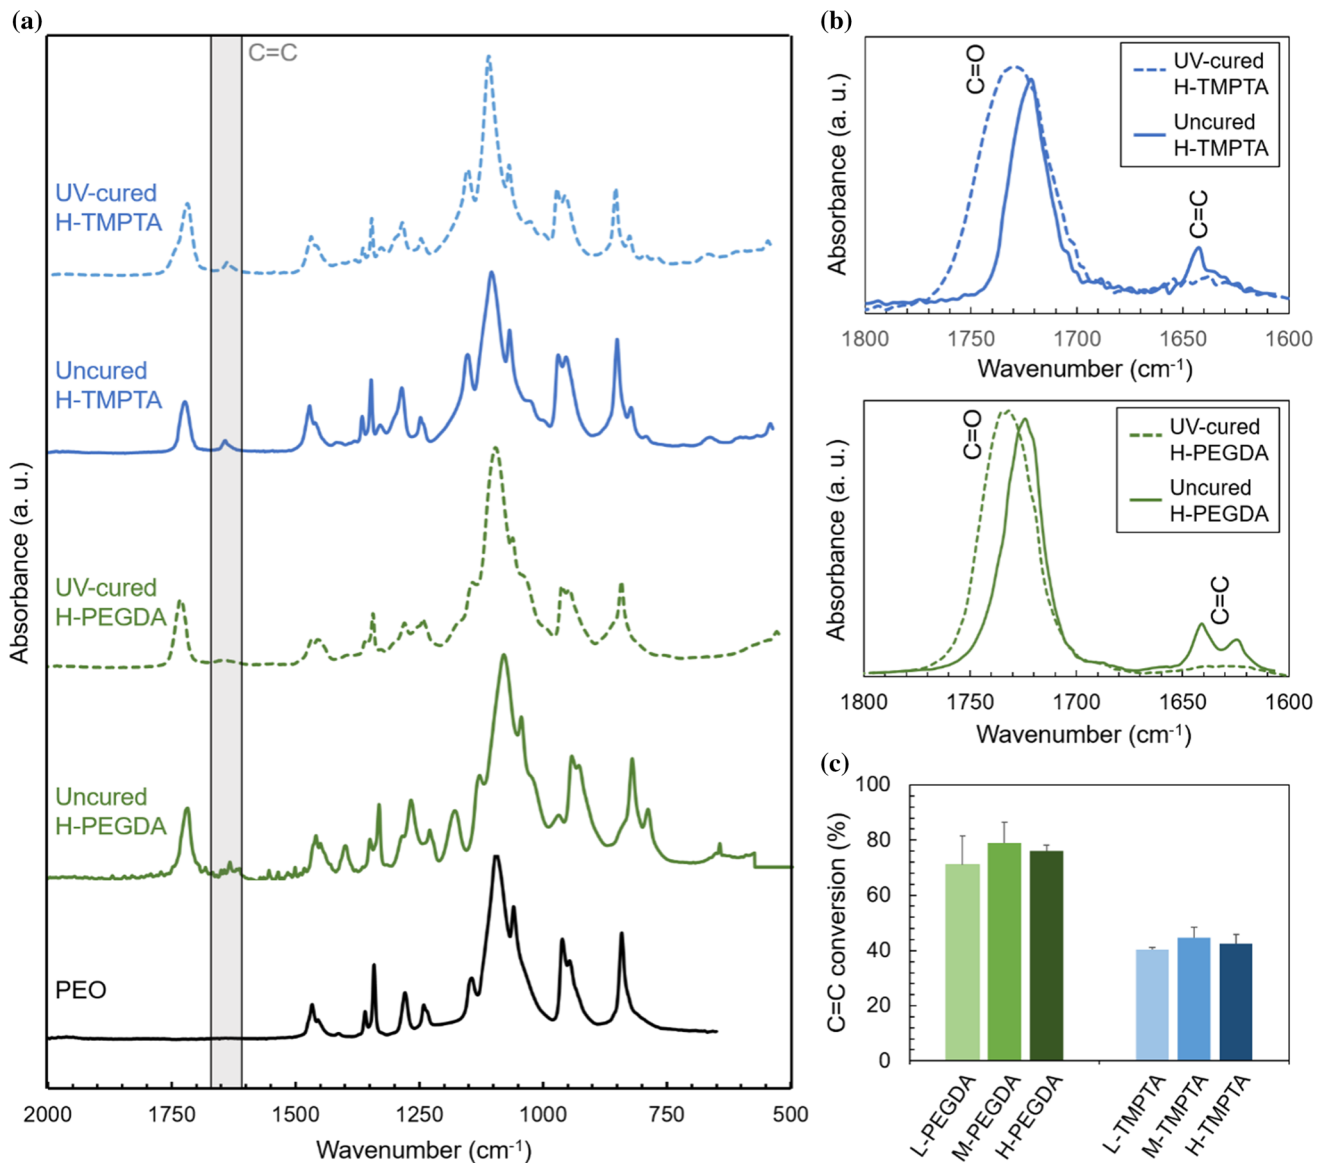 (a)
C=C
UV-cured
H-TMPTA
Uncured
H-TMPTA
UV-cured
H-PEGDA
Uncured
H-PEGDA
PEO
Absorbance (a. u.)
2000 1750 1500 1250 1000 750 500
Wavenumber (cm-1)
(b)
C=O
UV-cured
H-TMPTA
Uncured
H-TMPTA
C=C
Absorbance (a. u.)
1800 1750 1700 1650 1600
Wavenumber (cm-1)
C=O
UV-cured
H-PEGDA
Uncured
H-PEGDA
C=C
Absorbance (a. u.)
1800 1750 1700 1650 1600
Wavenumber (cm-1)
(c)
C=C conversion (%)
100
80
60
40
20
0
L-PEGDA
M-PEGDA
H-PEGDA
L-TMPTA
M-TMPTA
H-TMPTA